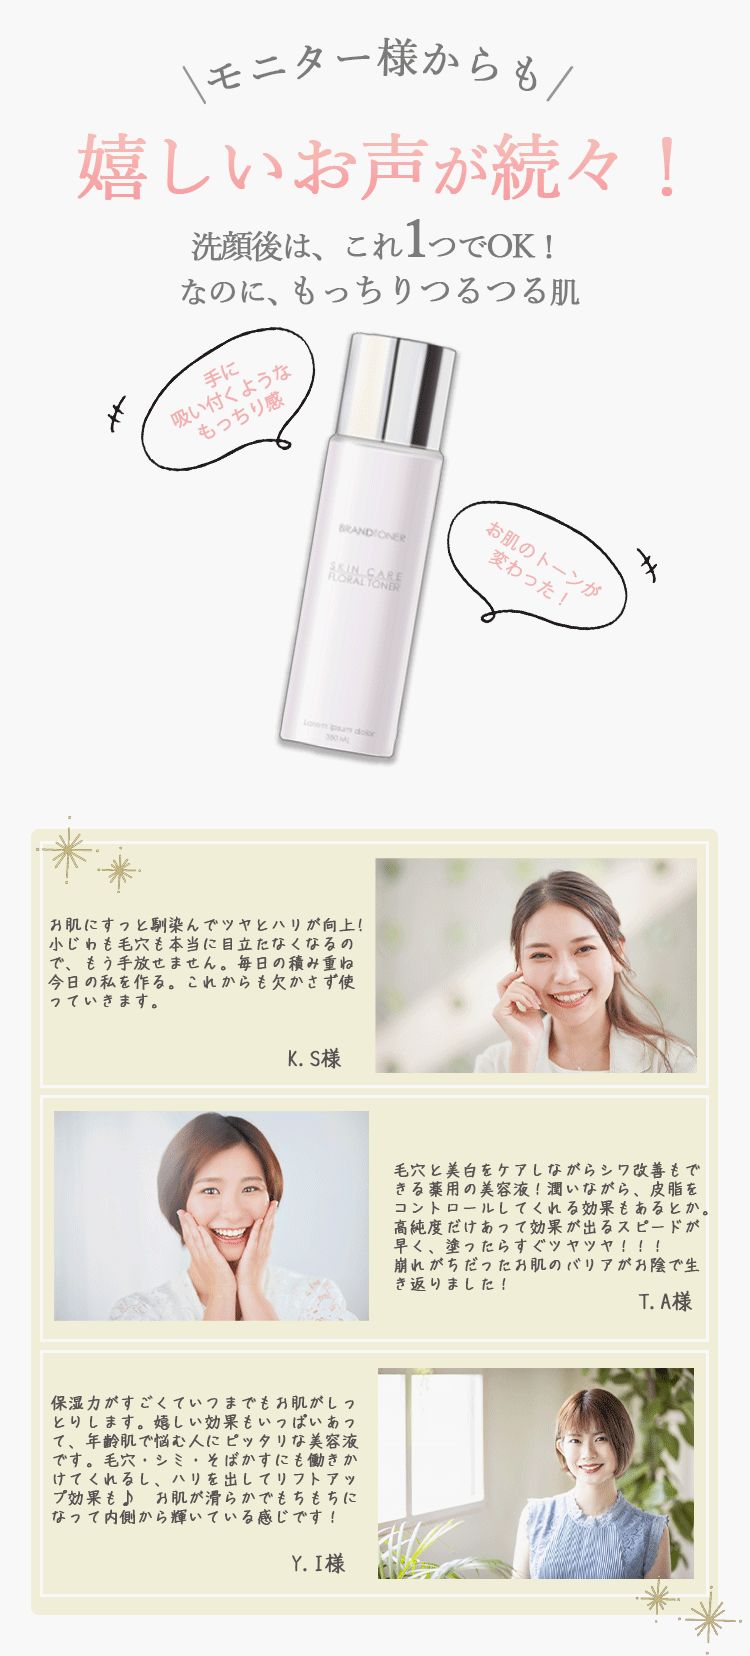 モニター様からも
嬉しいお声が続々！
洗顔後は、これ1つでOK！
なのに、もっちりつるつる肌
手に
吸い付くような
もっちり感
お肌のトーンが
変わった！
BRANDTONER
SKIN CARE
FLORAL TONER
Lorem ipsum dolor
350 ML
お肌にすっと馴染んでツヤとハリが向上!
小じわも毛穴も本当に目立たなくなるの
で、もう手放せません。毎日の積み重ね
今日の私を作る。これからも欠かさず使
っていきます。
K.S様
毛穴と美白をケアしながらシワ改善もで
きる薬用の美容液！潤いながら、皮脂を
コントロールしてくれる効果もあるとか。
高純度だけあって効果が出るスピードが
早く、塗ったらすぐツヤツヤ！！！
崩れがちだったお肌のバリアがお陰で生
き返りました！
T.A様
保湿力がすごくていつまでもお肌がしっ
とりします。嬉しい効果もいっぱいあっ
て、年齢肌で悩む人にピッタリな美容液
です。毛穴・シミ・そばかすにも働きか
けてくれるし、ハリを出してリフトアッ
プ効果も♪　お肌が滑らかでもちもちに
なって内側から輝いている感じです！
Y.I様